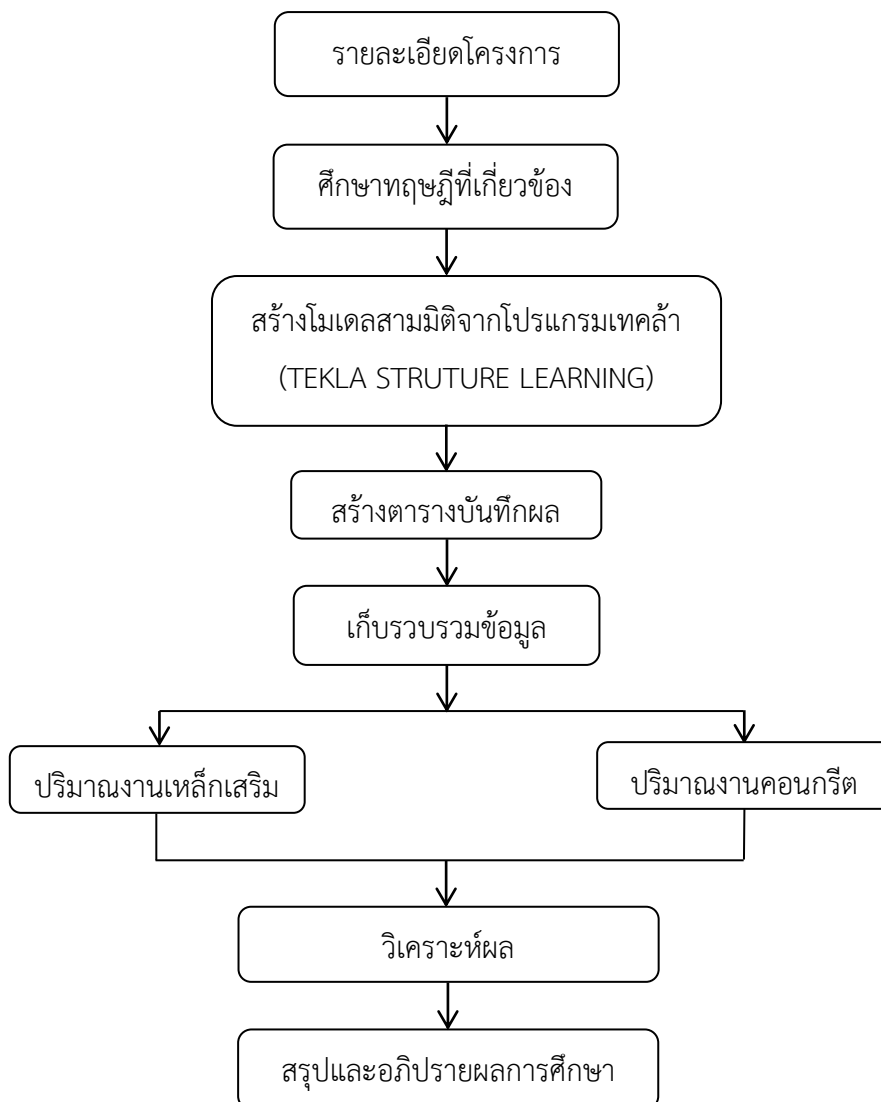 รายละเอียดโครงการ
ศึกษาทฤษฎีที่เกี่ยวข้อง
สร้างโมเดลสามมิติจากโปรแกรมเทคล้า
(TEKLA STRUTURE LEARNING)
สร้างตารางบันทึกผล
เก็บรวบรวมข้อมูล
ปริมาณงานเหล็กเสริม
ปริมาณงานคอนกรีต
วิเคราะห์ผล
สรุปและอภิปรายผลการศึกษา